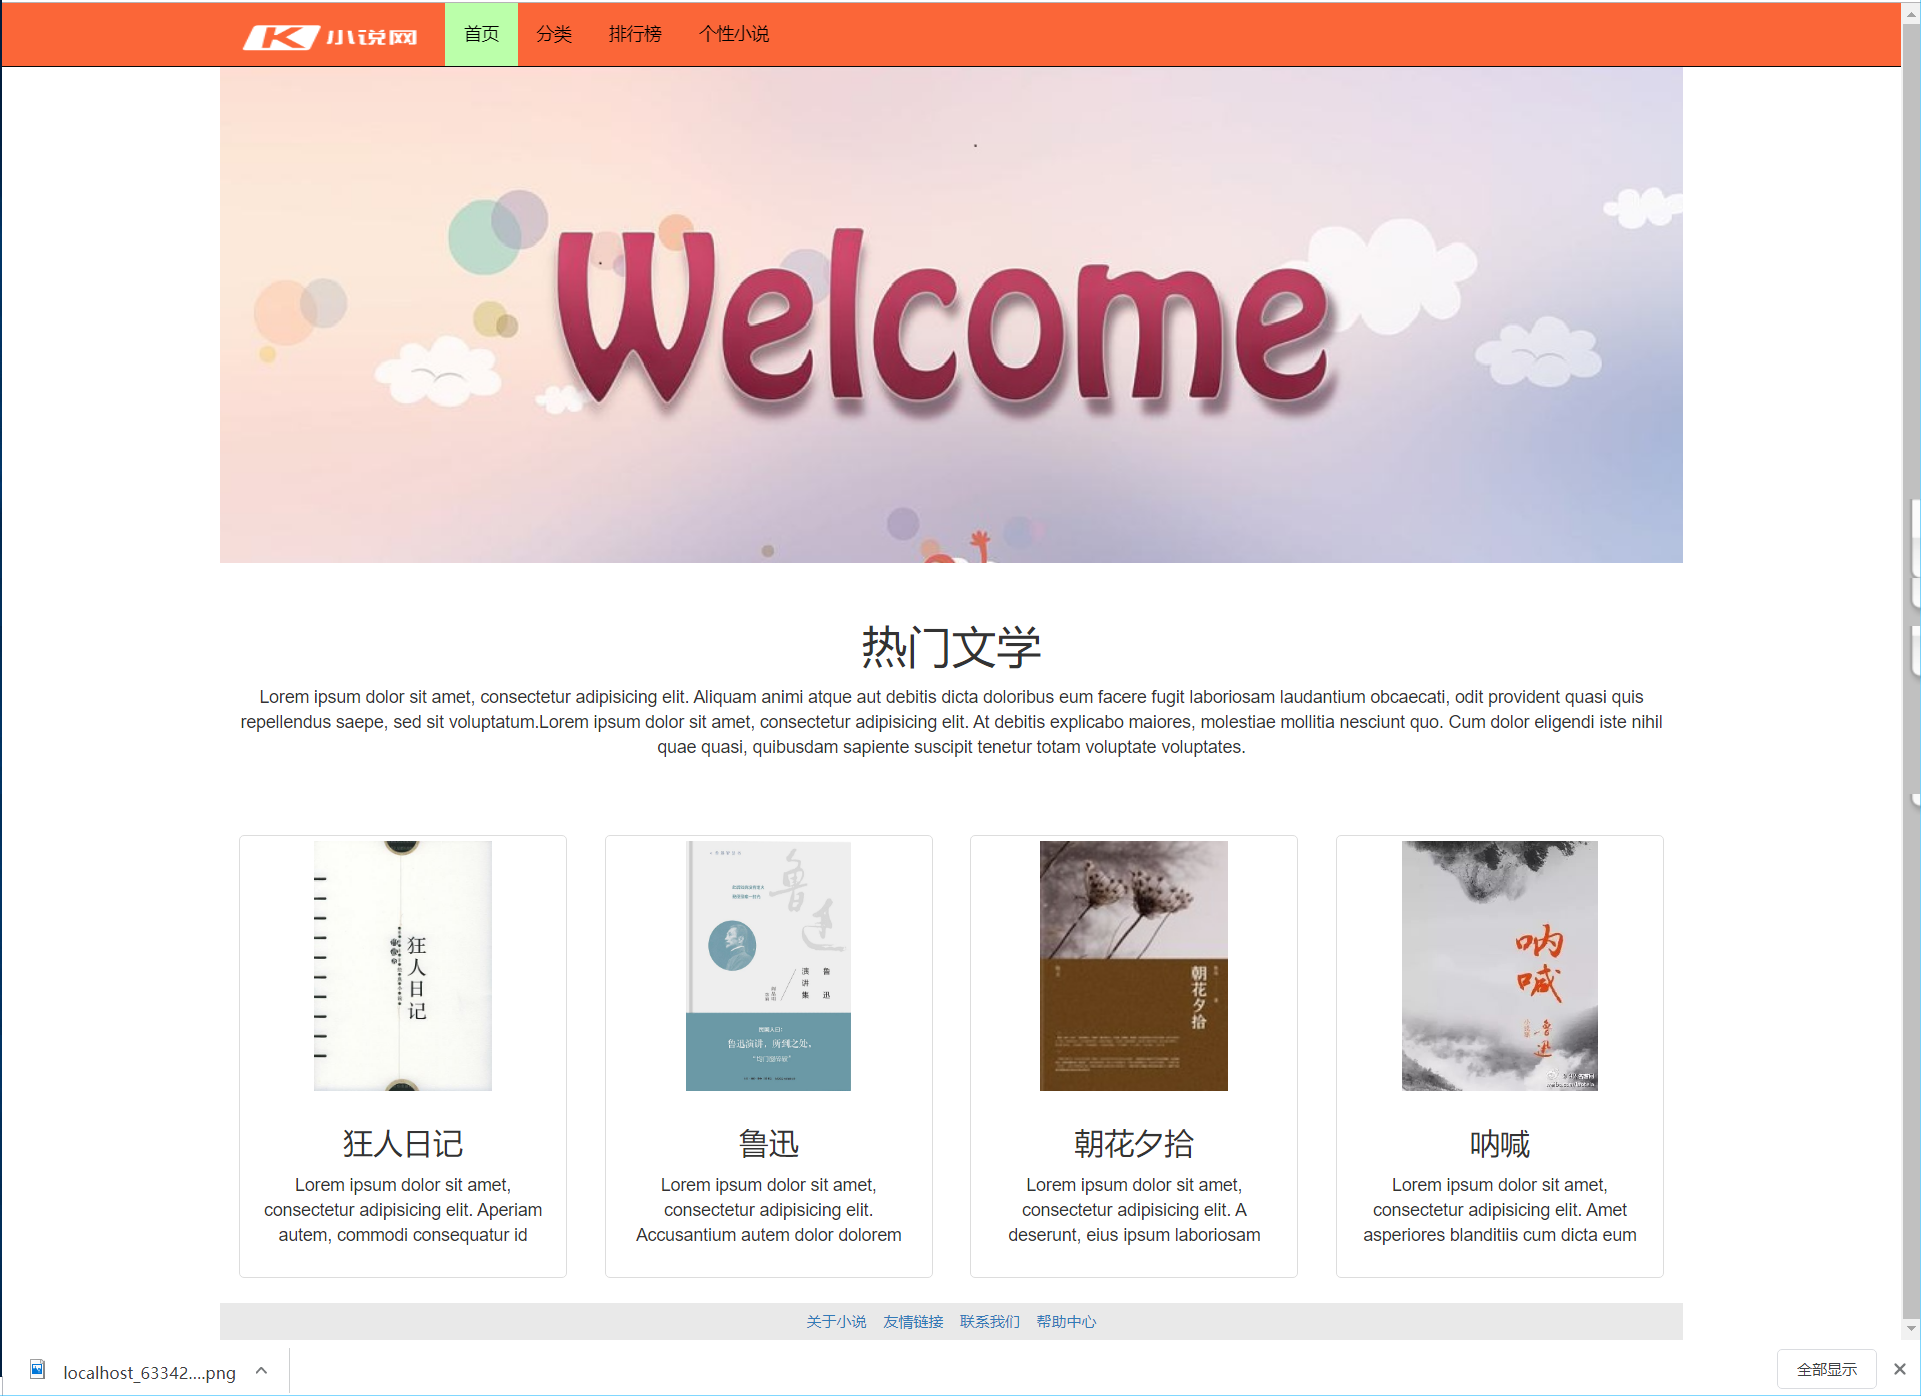 K 小说网
首页 分类 排行榜 个性小说
Welcome
热门文学
Lorem ipsum dolor sit amet, consectetur adipisicing elit. Aliquam animi atque aut debitis dicta doloribus eum facere fugit laboriosam laudantium obcaecati, odit provident quasi quis
repellendus saepe, sed sit voluptatum.Lorem ipsum dolor sit amet, consectetur adipisicing elit. At debitis explicabo maiores, molestiae mollitia nesciunt quo. Cum dolor eligendi iste nihil
quae quasi, quibusdam sapiente suscipit tenetur totam voluptate voluptates.
狂人日记
鲁迅
鲁迅
演讲集
鲁迅演讲，所到之处，
朝花夕拾
呐喊
鲁迅
狂人日记
Lorem ipsum dolor sit amet,
consectetur adipisicing elit. Aperiam
autem, commodi consequatur id
鲁迅
Lorem ipsum dolor sit amet,
consectetur adipisicing elit.
Accusantium autem dolor dolorem
朝花夕拾
Lorem ipsum dolor sit amet,
consectetur adipisicing elit. A
deserunt, eius ipsum laboriosam
呐喊
Lorem ipsum dolor sit amet,
consectetur adipisicing elit. Amet
asperiores blanditiis cum dicta eum
关于小说 友情链接 联系我们 帮助中心
localhost_63342....png
全部显示